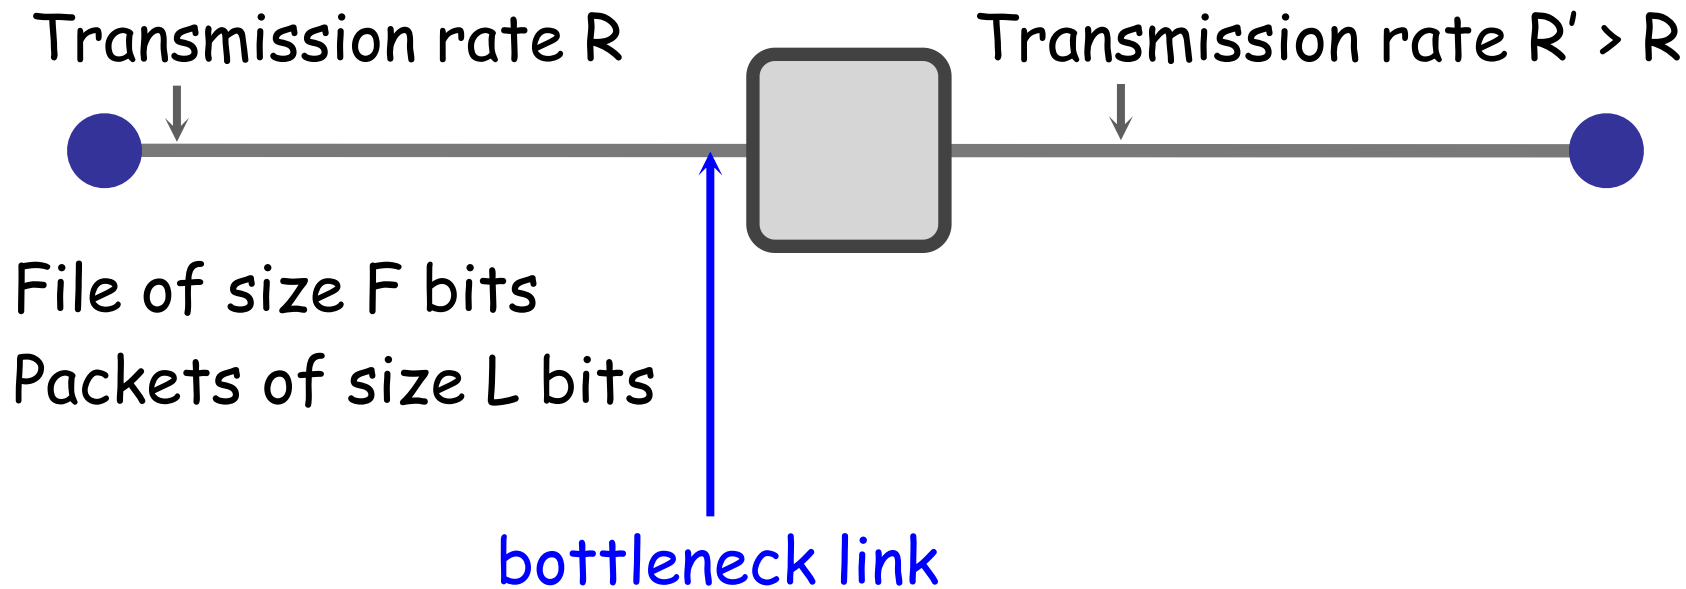 Transmission rate R
Transmission rate R’ > R
File of size F bits
Packets of size L bits
bottleneck link